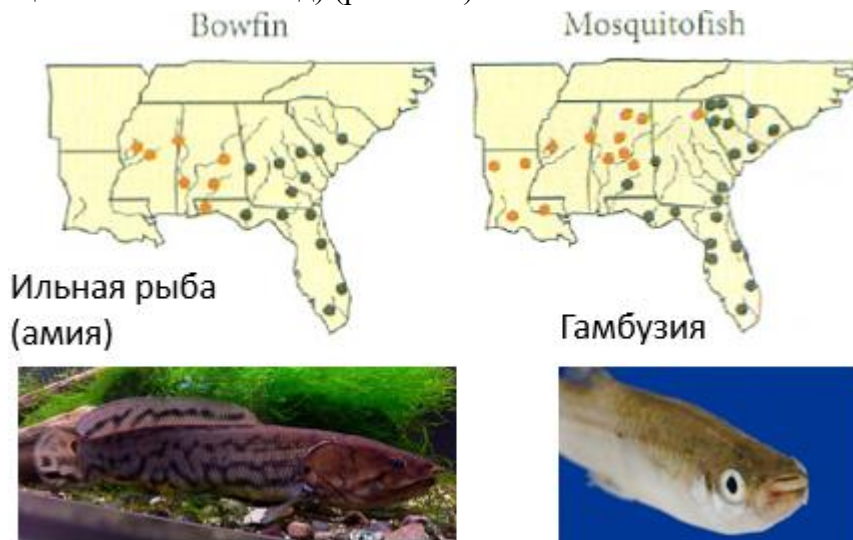 Bowfin
Mosquitofish
Ильная рыба
(амия)
Гамбузия